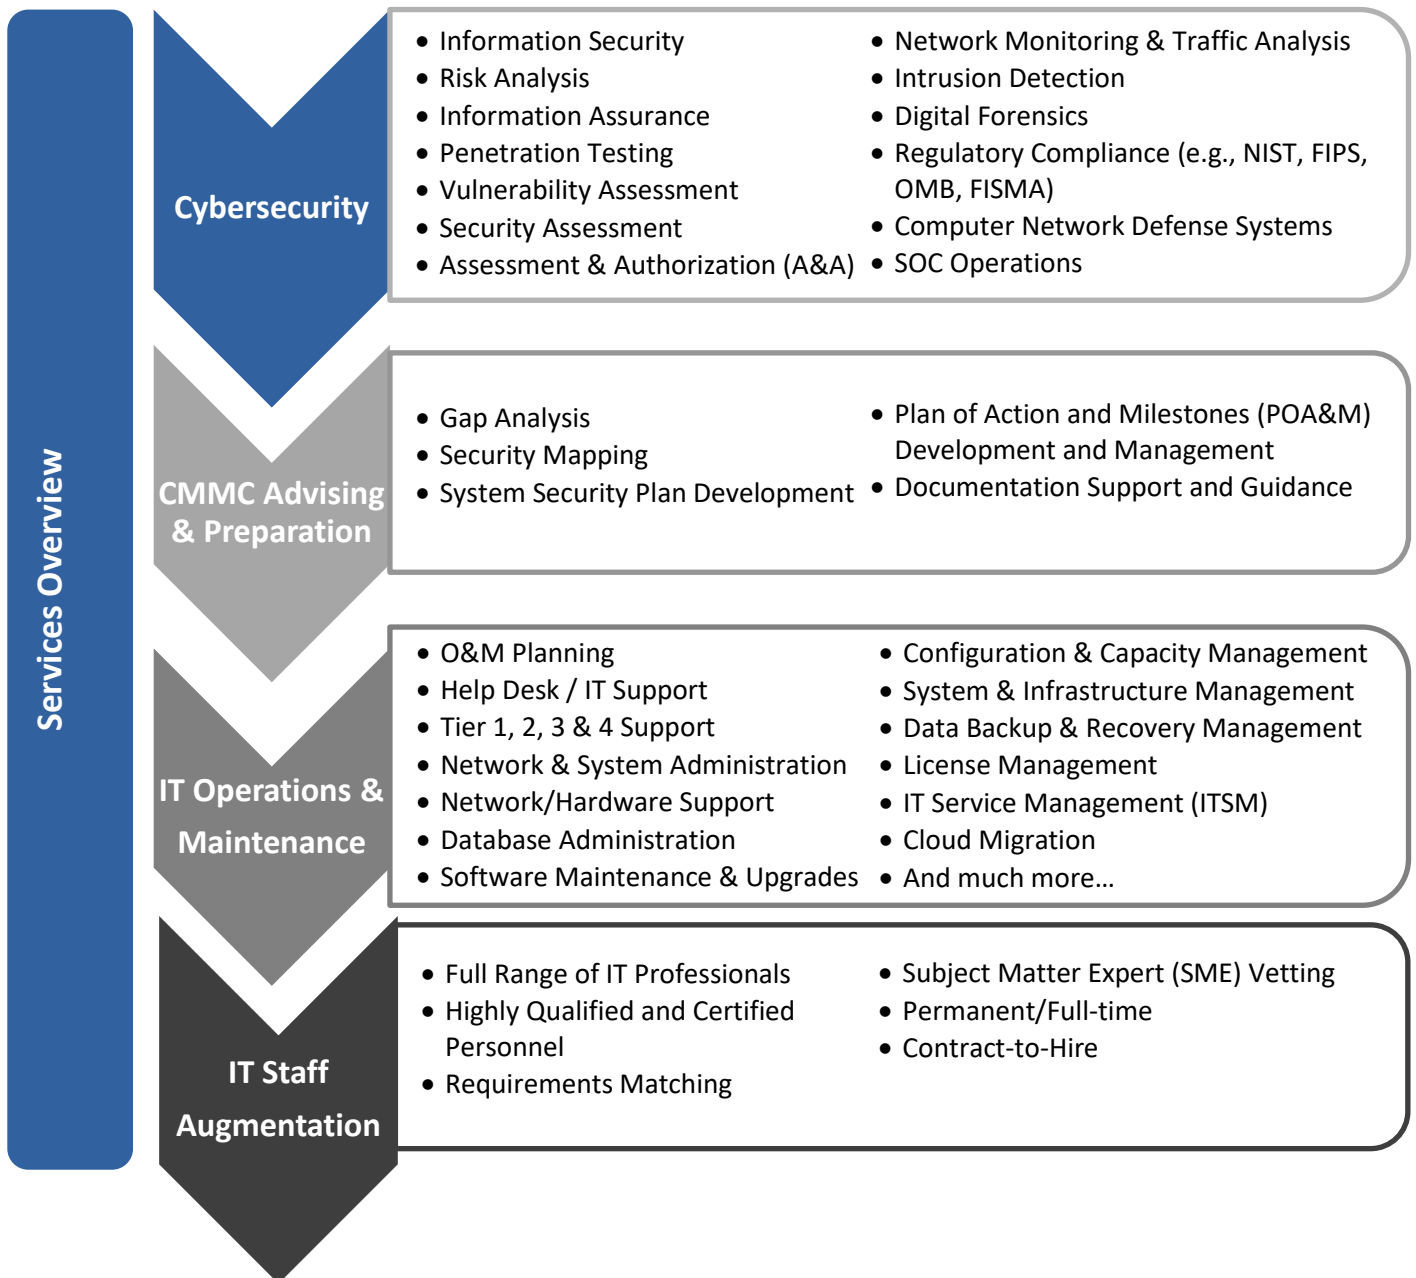 Services Overview
Cybersecurity
• Information Security
• Risk Analysis
• Information Assurance
• Penetration Testing
• Vulnerability Assessment
• Security Assessment
• Assessment & Authorization (A&A)
• Network Monitoring & Traffic Analysis
• Intrusion Detection
• Digital Forensics
• Regulatory Compliance (e.g., NIST, FIPS,
OMB, FISMA)
• Computer Network Defense Systems
• SOC Operations
CMMC Advising
& Preparation
• Gap Analysis
• Security Mapping
• System Security Plan Development
• Plan of Action and Milestones (POA&M)
Development and Management
• Documentation Support and Guidance
IT Operations &
Maintenance
• O&M Planning
• Help Desk / IT Support
• Tier 1, 2, 3 & 4 Support
• Network & System Administration
• Network/Hardware Support
• Database Administration
• Software Maintenance & Upgrades
• Configuration & Capacity Management
• System & Infrastructure Management
• Data Backup & Recovery Management
• License Management
• IT Service Management (ITSM)
• Cloud Migration
• And much more…
IT Staff
Augmentation
• Full Range of IT Professionals
• Highly Qualified and Certified
Personnel
• Requirements Matching
• Subject Matter Expert (SME) Vetting
• Permanent/Full-time
• Contract-to-Hire